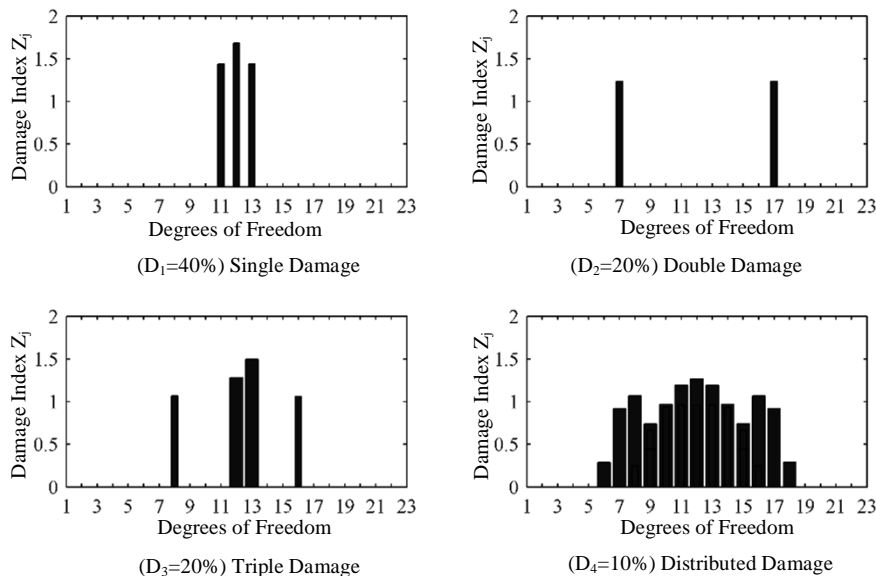 2
1.5
1
0.5
0
Damage Index Z_j
1 3 5 7 9 11 13 15 17 19 21 23
Degrees of Freedom
(D₁=40%) Single Damage
2
1.5
1
0.5
0
Damage Index Z_j
1 3 5 7 9 11 13 15 17 19 21 23
Degrees of Freedom
(D₂=20%) Double Damage
2
1.5
1
0.5
0
Damage Index Z_j
1 3 5 7 9 11 13 15 17 19 21 23
Degrees of Freedom
(D₃=20%) Triple Damage
2
1.5
1
0.5
0
Damage Index Z_j
1 3 5 7 9 11 13 15 17 19 21 23
Degrees of Freedom
(D₄=10%) Distributed Damage